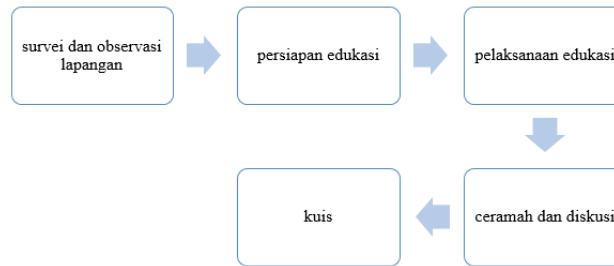 survei dan observasi
lapangan
persiapan edukasi
pelaksanaan edukasi
ceramah dan diskusi
kuis